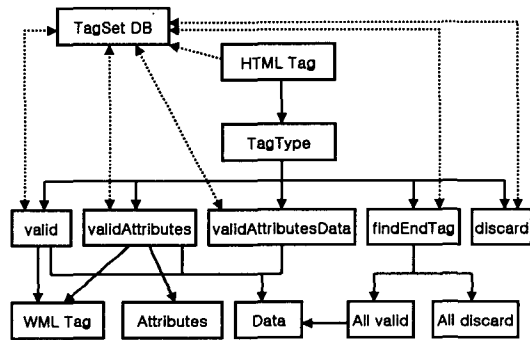 TagSet DB
HTML Tag
TagType
valid
validAttributes
validAttributesData
findEndTag
discard
WML Tag
Attributes
Data
All valid
All discard